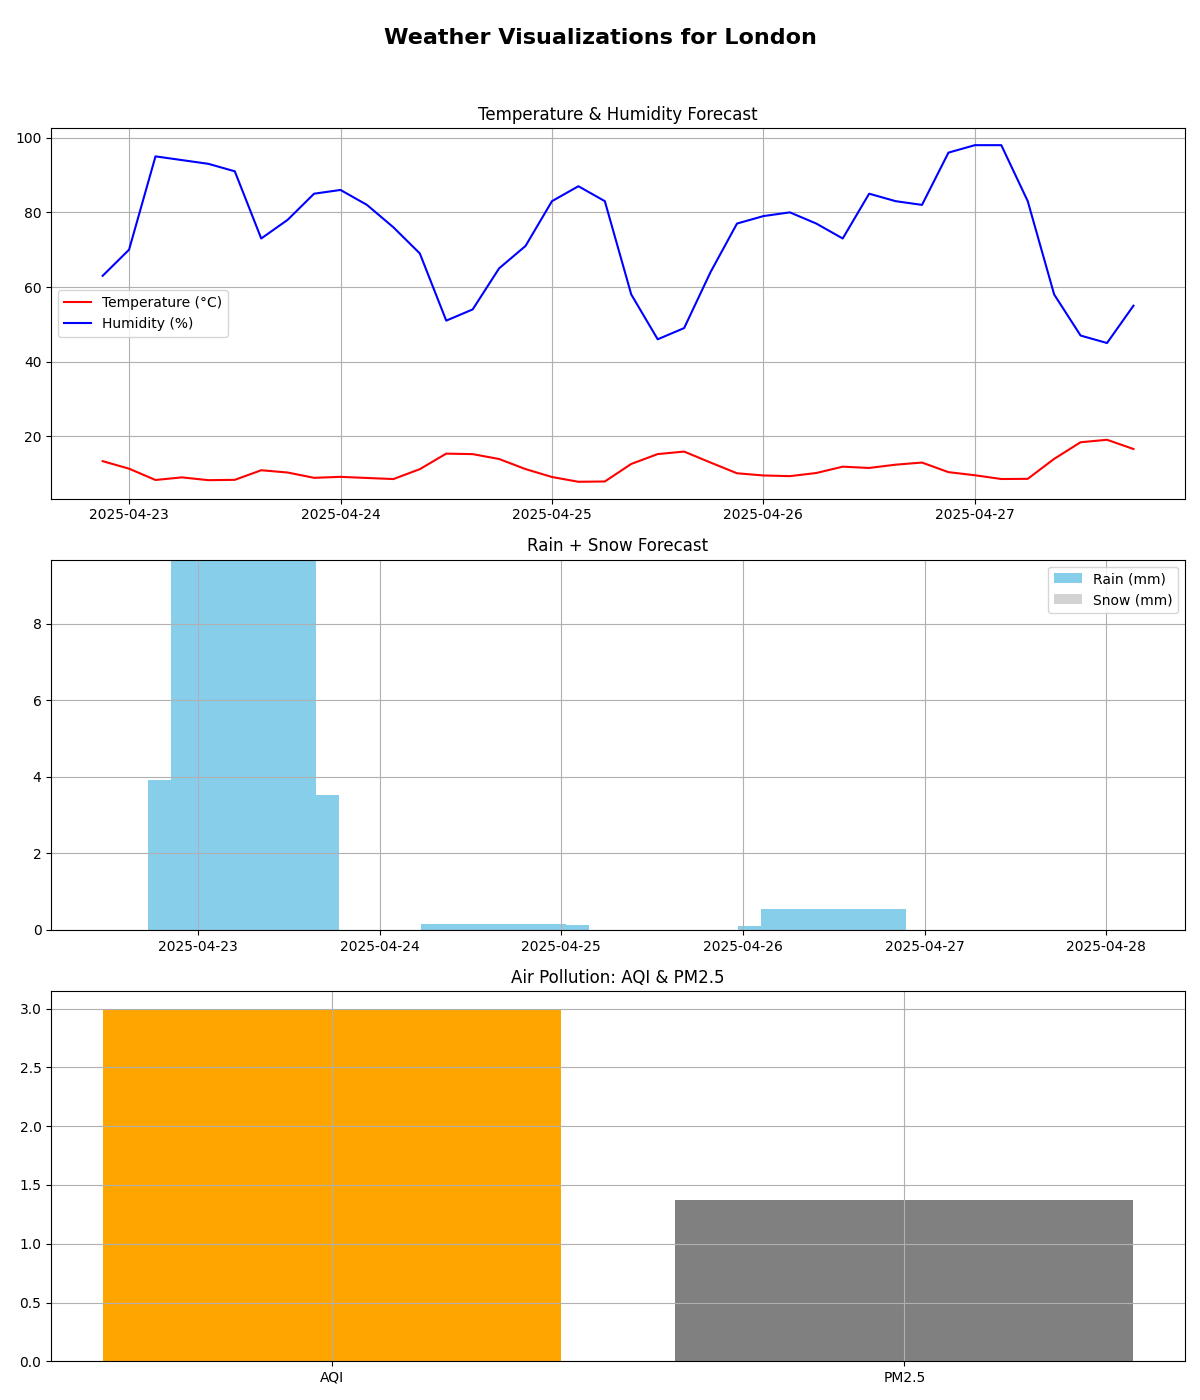 Weather Visualizations for London
Temperature & Humidity Forecast
100
80
60
40
20
Temperature (°C)
Humidity (%)
2025-04-23 2025-04-24 2025-04-25 2025-04-26 2025-04-27
Rain + Snow Forecast
Rain (mm)
Snow (mm)
8
6
4
2
0
2025-04-23 2025-04-24 2025-04-25 2025-04-26 2025-04-27 2025-04-28
Air Pollution: AQI & PM2.5
3.0
2.5
2.0
1.5
1.0
0.5
0.0
AQI PM2.5